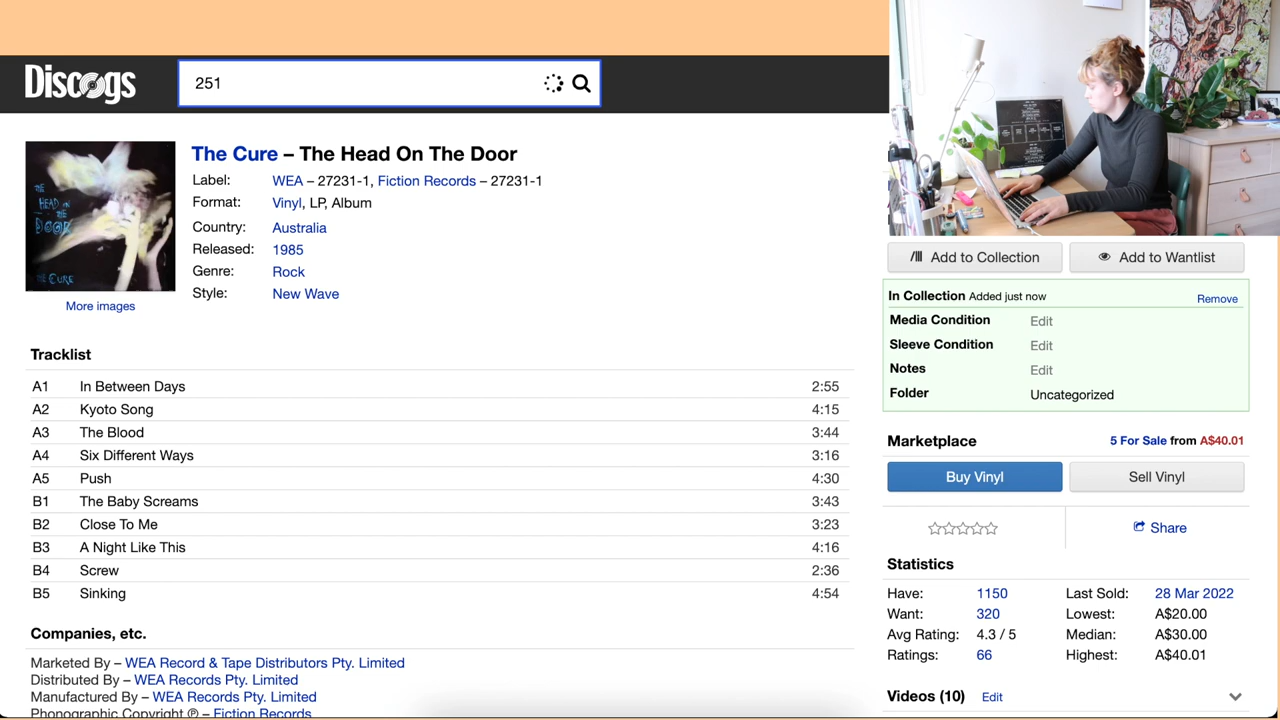 Discogs
251
The Cure – The Head On The Door
Label: WEA – 27231-1, Fiction Records – 27231-1
Format: Vinyl, LP, Album
Country: Australia
Released: 1985
Genre: Rock
Style: New Wave
THE
HEAD ON
THE
DOOR
THE CURE
More images
Tracklist
A1 In Between Days 2:55
A2 Kyoto Song 4:15
A3 The Blood 3:44
A4 Six Different Ways 3:16
A5 Push 4:30
B1 The Baby Screams 3:43
B2 Close To Me 3:23
B3 A Night Like This 4:16
B4 Screw 2:36
B5 Sinking 4:54
Companies, etc.
Marketed By – WEA Record & Tape Distributors Pty. Limited
Distributed By – WEA Records Pty. Limited
Manufactured By – WEA Records Pty. Limited
Phonographic Copyright ℗ – Fiction Records
Add to Collection
Add to Wantlist
In Collection Added just now Remove
Media Condition Edit
Sleeve Condition Edit
Notes Edit
Folder Uncategorized
Marketplace 5 For Sale from A$40.01
Buy Vinyl
Sell Vinyl
Share
Statistics
Have: 1150 Last Sold: 28 Mar 2022
Want: 320 Lowest: A$20.00
Avg Rating: 4.3 / 5 Median: A$30.00
Ratings: 66 Highest: A$40.01
Videos (10) Edit